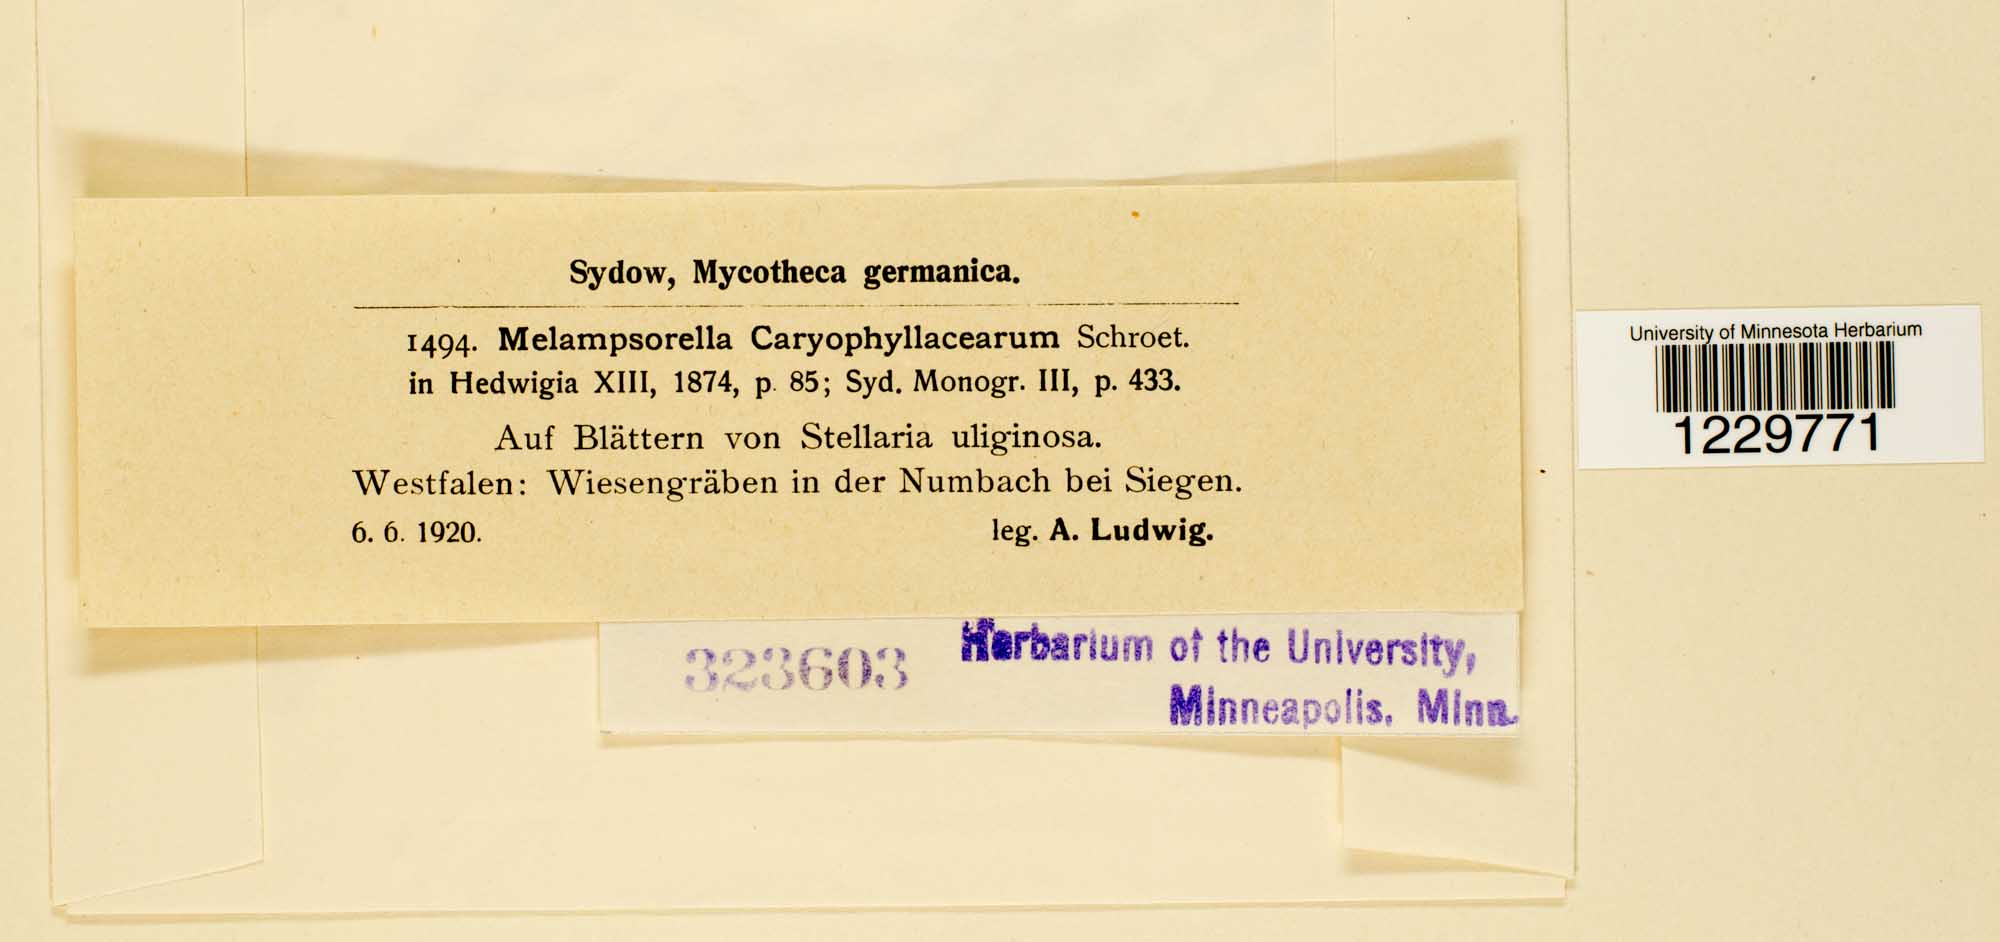 Sydow, Mycotheca germanica.
1494. Melampsorella Caryophyllacearum Schroet.
in Hedwigia XIII, 1874, p. 85; Syd. Monogr. III, p. 433.
Auf Blättern von Stellaria uliginosa.
Westfalen: Wiesengräben in der Numbach bei Siegen.
6. 6. 1920. leg. A. Ludwig.
323603 Herbarium of the University,
Minneapolis, Minn.
University of Minnesota Herbarium
1229771